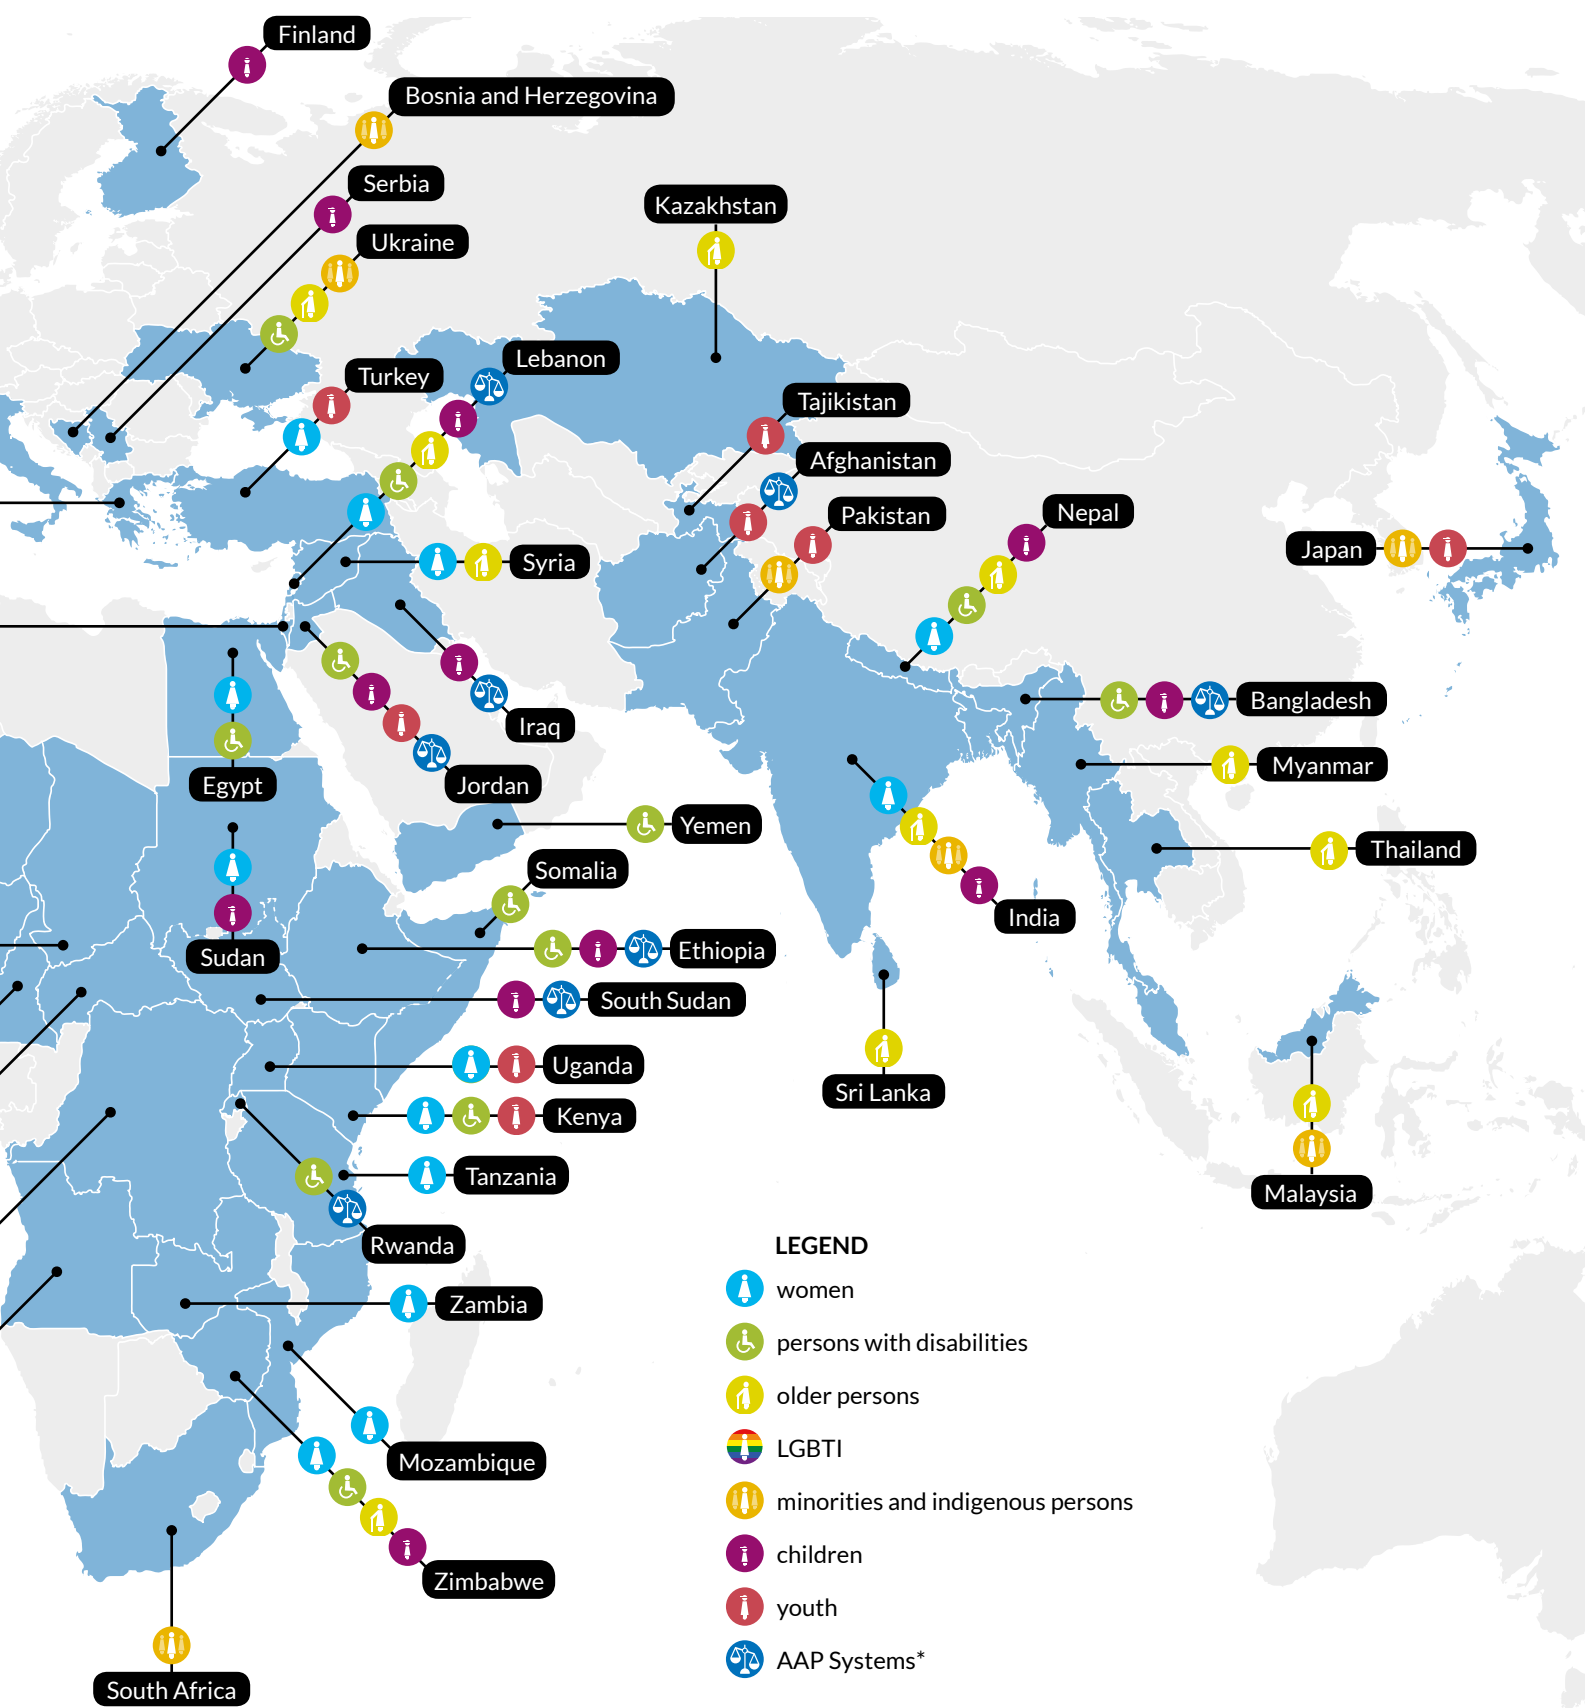 Finland
Bosnia and Herzegovina
Serbia
Kazakhstan
Ukraine
Lebanon
Turkey
Tajikistan
Afghanistan
Pakistan
Nepal
Japan
Syria
Bangladesh
Iraq
Myanmar
Egypt
Jordan
Yemen
Thailand
Somalia
India
Sudan
Ethiopia
South Sudan
Uganda
Sri Lanka
Kenya
Tanzania
Malaysia
Rwanda
Zambia
Mozambique
Zimbabwe
South Africa
LEGEND
women
persons with disabilities
older persons
LGBTI
minorities and indigenous persons
children
youth
AAP Systems*